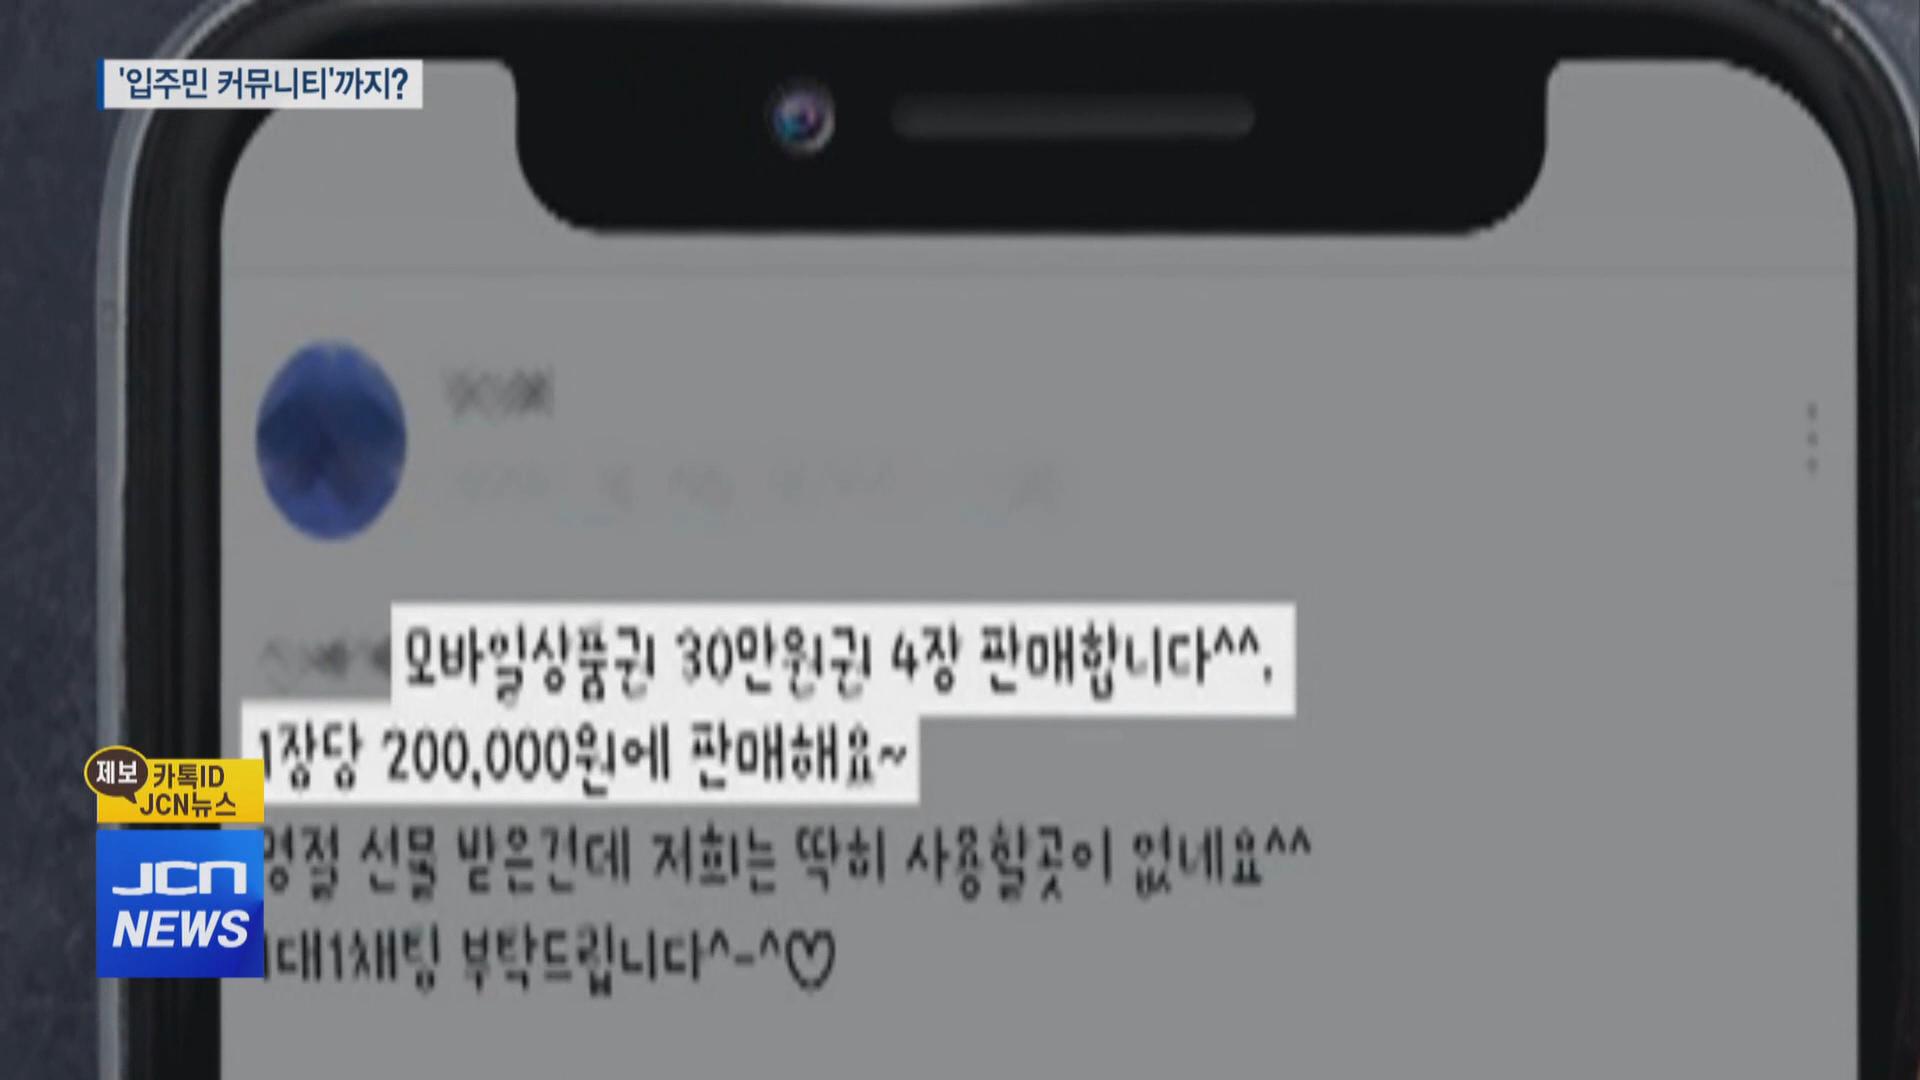 '입주민 커뮤니티'까지?
모바일상품권 30만원권 4장 판매합니다^^.
1장당 200,000원에 판매해요~
명절 선물 받은건데 저희는 딱히 사용할곳이 없네요^^
1대1채팅 부탁드립니다^-^♡
제보 카톡ID
JCN뉴스
JCN
NEWS